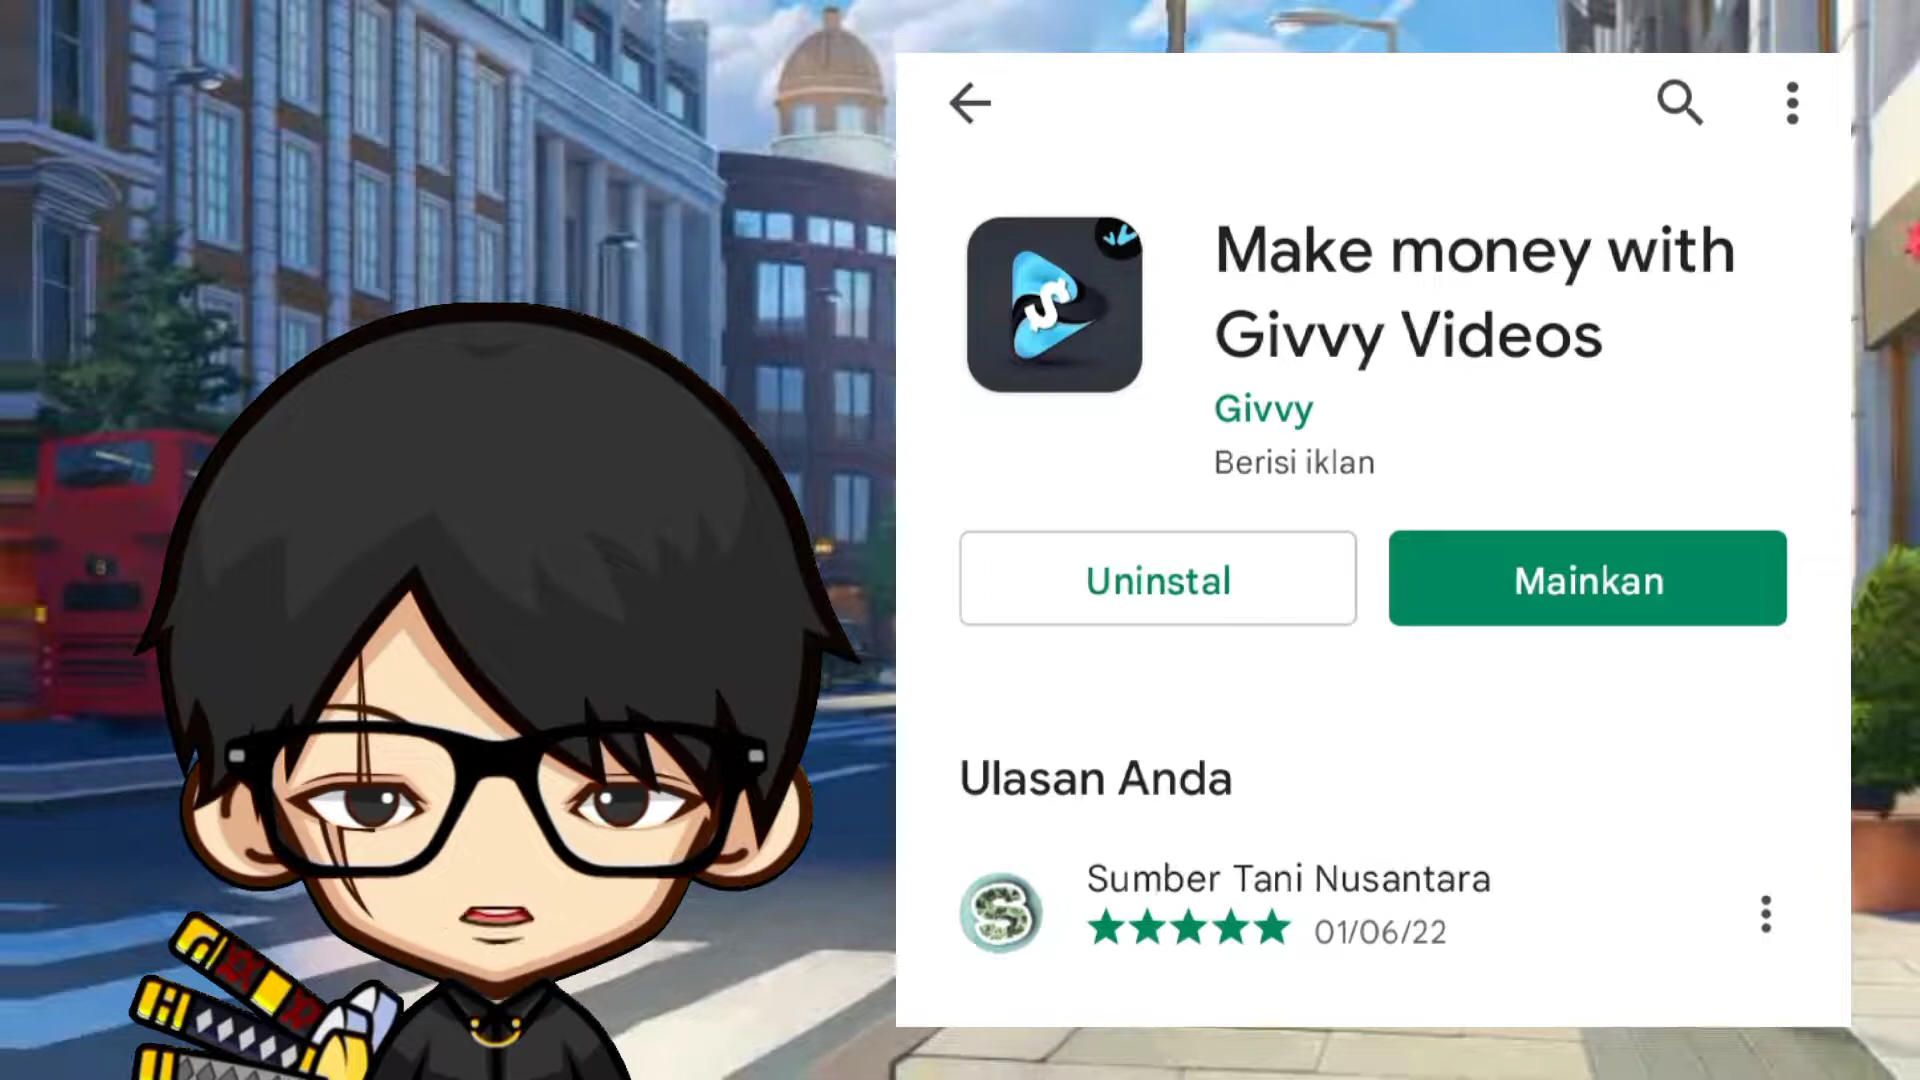 Make money with
Givvy Videos
Givvy
Berisi iklan
Uninstal
Mainkan
Ulasan Anda
Sumber Tani Nusantara
01/06/22